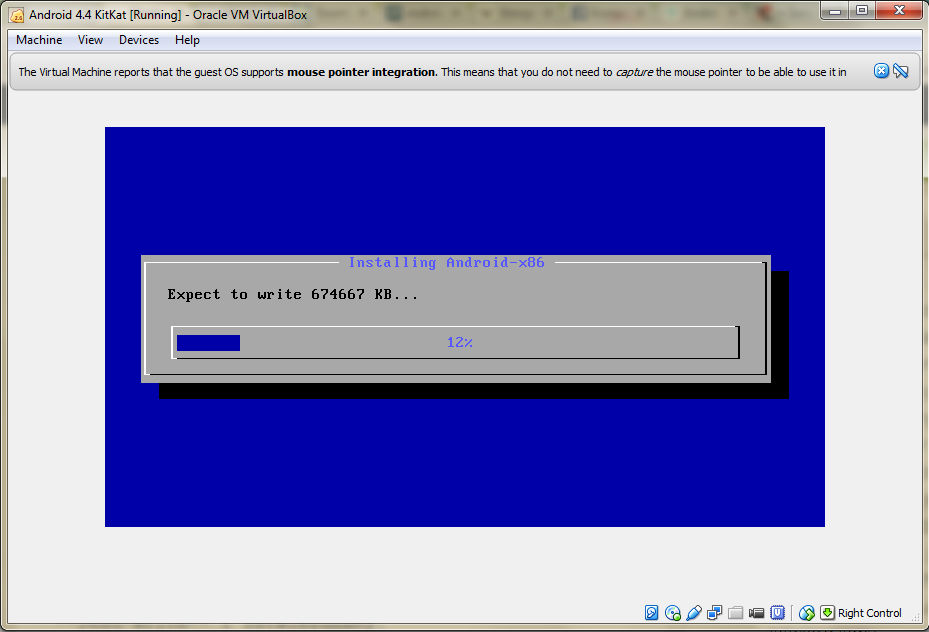 Android 4.4 KitKat [Running] - Oracle VM VirtualBox
Machine View Devices Help
The Virtual Machine reports that the guest OS supports mouse pointer integration. This means that you do not need to capture the mouse pointer to be able to use it in
Installing Android-x86
Expect to write 674667 KB...
12%
Right Control